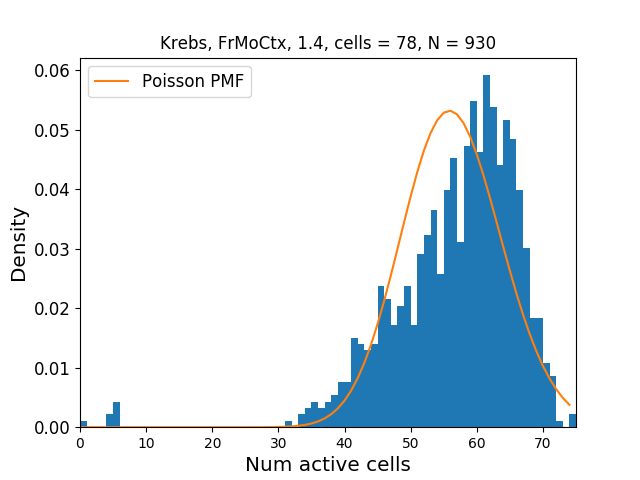 Krebs, FrMoCtx, 1.4, cells = 78, N = 930
Poisson PMF
0.06
0.05
0.04
0.03
0.02
0.01
0.00
Density
0 10 20 30 40 50 60 70
Num active cells